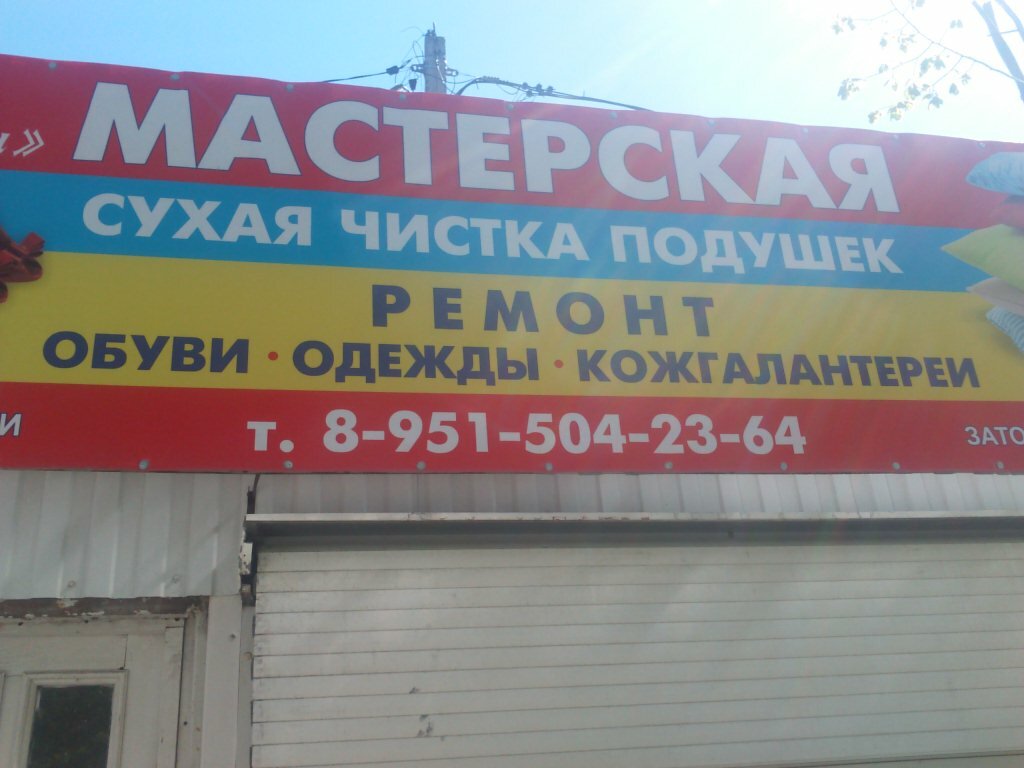 МАСТЕРСКАЯ
СУХАЯ ЧИСТКА ПОДУШЕК
РЕМОНТ
ОБУВИ • ОДЕЖДЫ • КОЖГАЛАНТЕРЕИ
т. 8-951-504-23-64